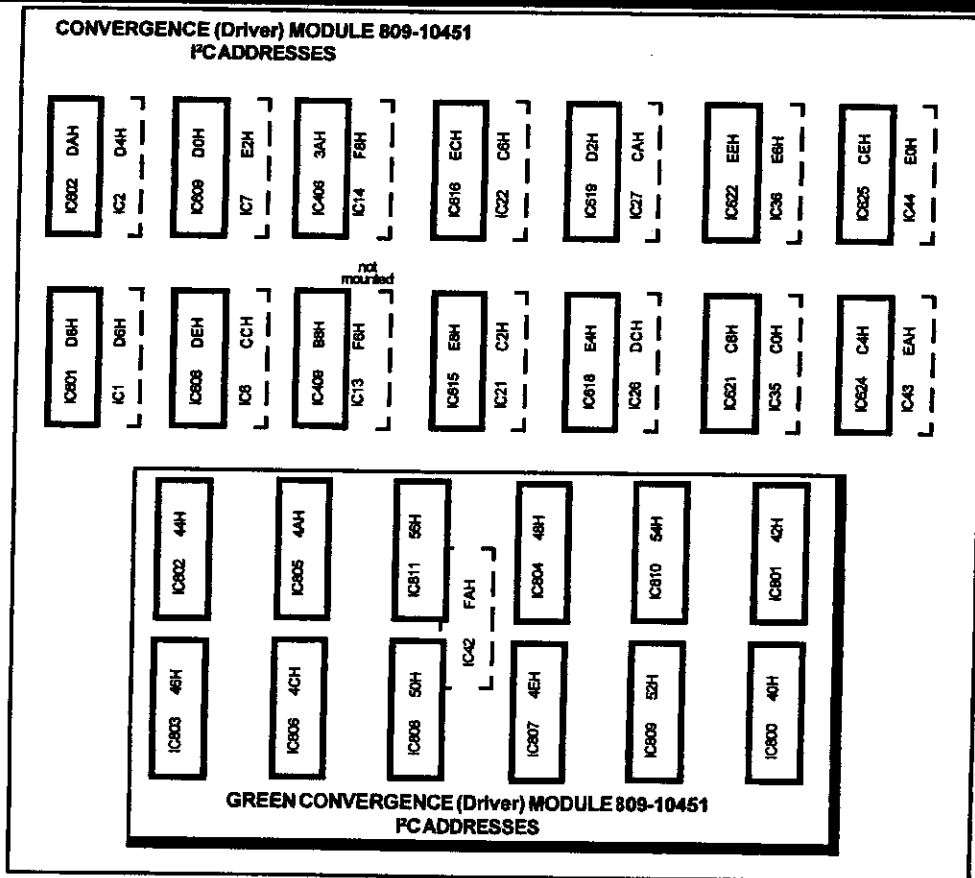 CONVERGENCE (Driver) MODULE 809-10451
I²C ADDRESSES
IC602 DAH
IC2 D4H
IC609 D0H
IC7 E2H
IC406 3AH
IC14 F8H
IC616 ECH
IC22 C6H
IC619 D2H
IC27 CAH
IC622 EEH
IC36 E6H
IC625 CEH
IC44 E0H
not
mounted
IC601 D8H
IC1 D6H
IC608 DEH
IC6 CCH
IC409 B8H
IC13 F6H
IC615 E8H
IC21 C2H
IC618 E4H
IC26 DCH
IC621 C8H
IC35 C0H
IC624 C4H
IC43 EAH
IC802 44H
IC805 4AH
IC811 56H
IC42 FAH
IC804 48H
IC810 54H
IC801 42H
IC803 46H
IC806 4CH
IC808 50H
IC807 4EH
IC809 52H
IC800 40H
GREEN CONVERGENCE (Driver) MODULE 809-10451
I²C ADDRESSES